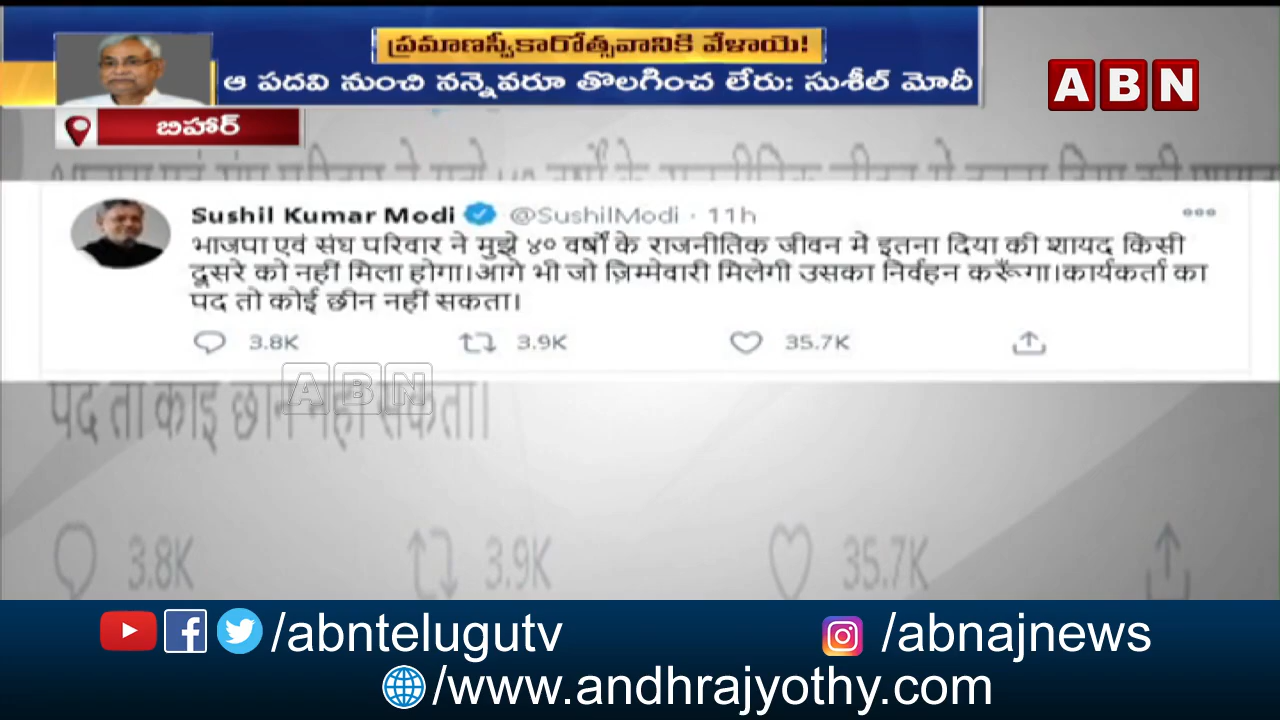 ప్రమాణస్వీకారోత్సవానికి వేళాయె!
ఆ పదవి నుంచి నన్నెవరూ తొలగించ లేరు: సుశీల్ మోదీ
ABN
బిహార్
Sushil Kumar Modi @SushilModi · 11h
भाजपा एवं संघ परिवार ने मुझे ४० वर्षों के राजनीतिक जीवन में इतना दिया की शायद किसी
दूसरे को नहीं मिला होगा।आगे भी जो ज़िम्मेवारी मिलेगी उसका निर्वहन करूँगा।कार्यकर्ता का
पद तो कोई छीन नहीं सकता।
3.8K 3.9K 35.7K
ABN
पद तो कोई छीन नहीं सकता।
3.8K 3.9K 35.7K
/abntelugutv /abnajnews
/www.andhrajyothy.com